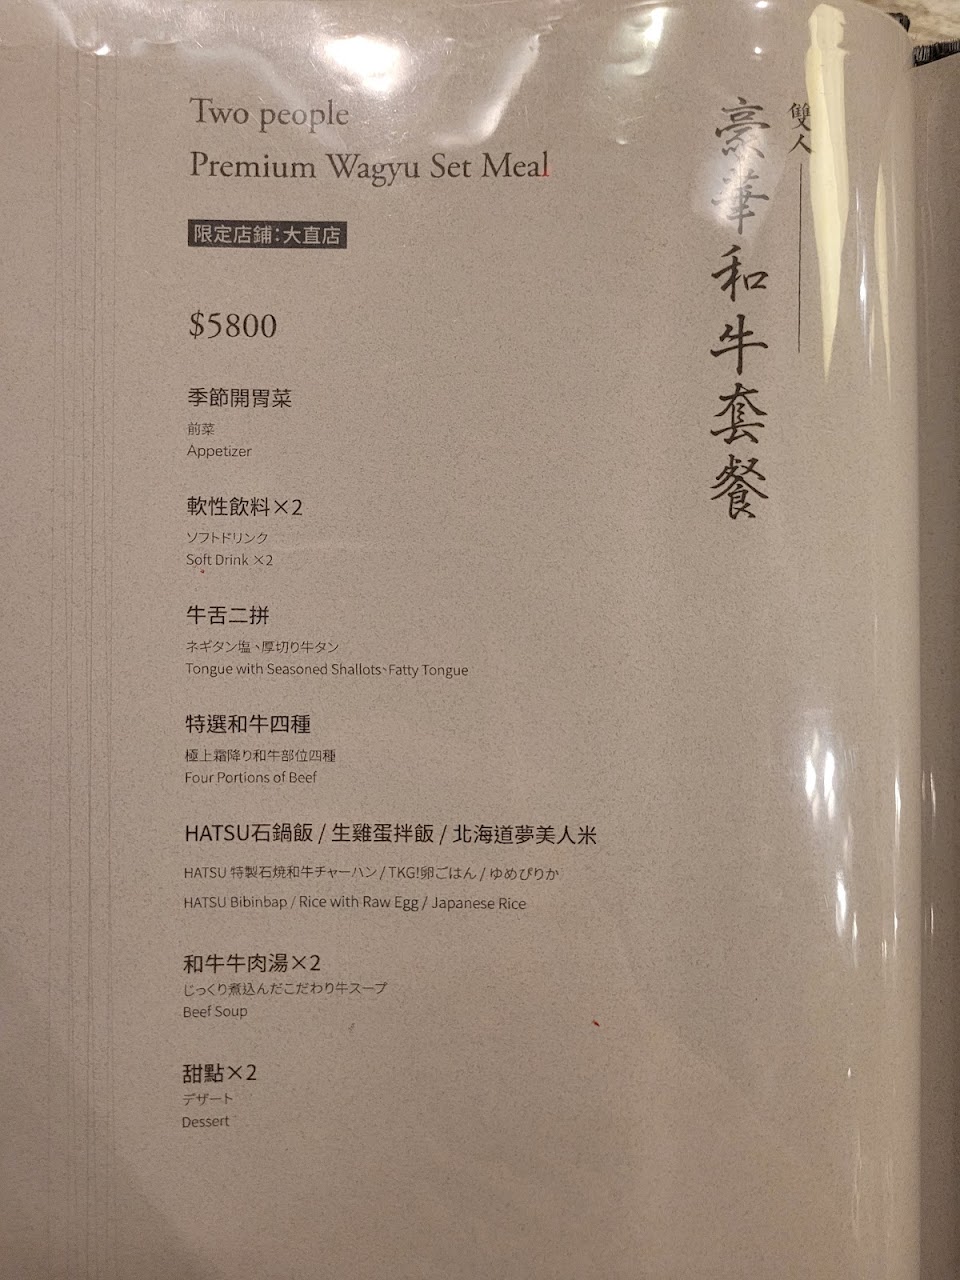 雙人
豪華和牛套餐
Two people
Premium Wagyu Set Meal
限定店鋪:大直店
$5800
季節開胃菜
前菜
Appetizer
軟性飲料×2
ソフトドリンク
Soft Drink ×2
牛舌二拼
ネギタン塩、厚切り牛タン
Tongue with Seasoned Shallots、Fatty Tongue
特選和牛四種
極上霜降り和牛部位四種
Four Portions of Beef
HATSU石鍋飯 / 生雞蛋拌飯 / 北海道夢美人米
HATSU 特製石焼和牛チャーハン / TKG!卵ごはん / ゆめぴりか
HATSU Bibinbap / Rice with Raw Egg / Japanese Rice
和牛牛肉湯×2
じっくり煮込んだこだわり牛スープ
Beef Soup
甜點×2
デザート
Dessert